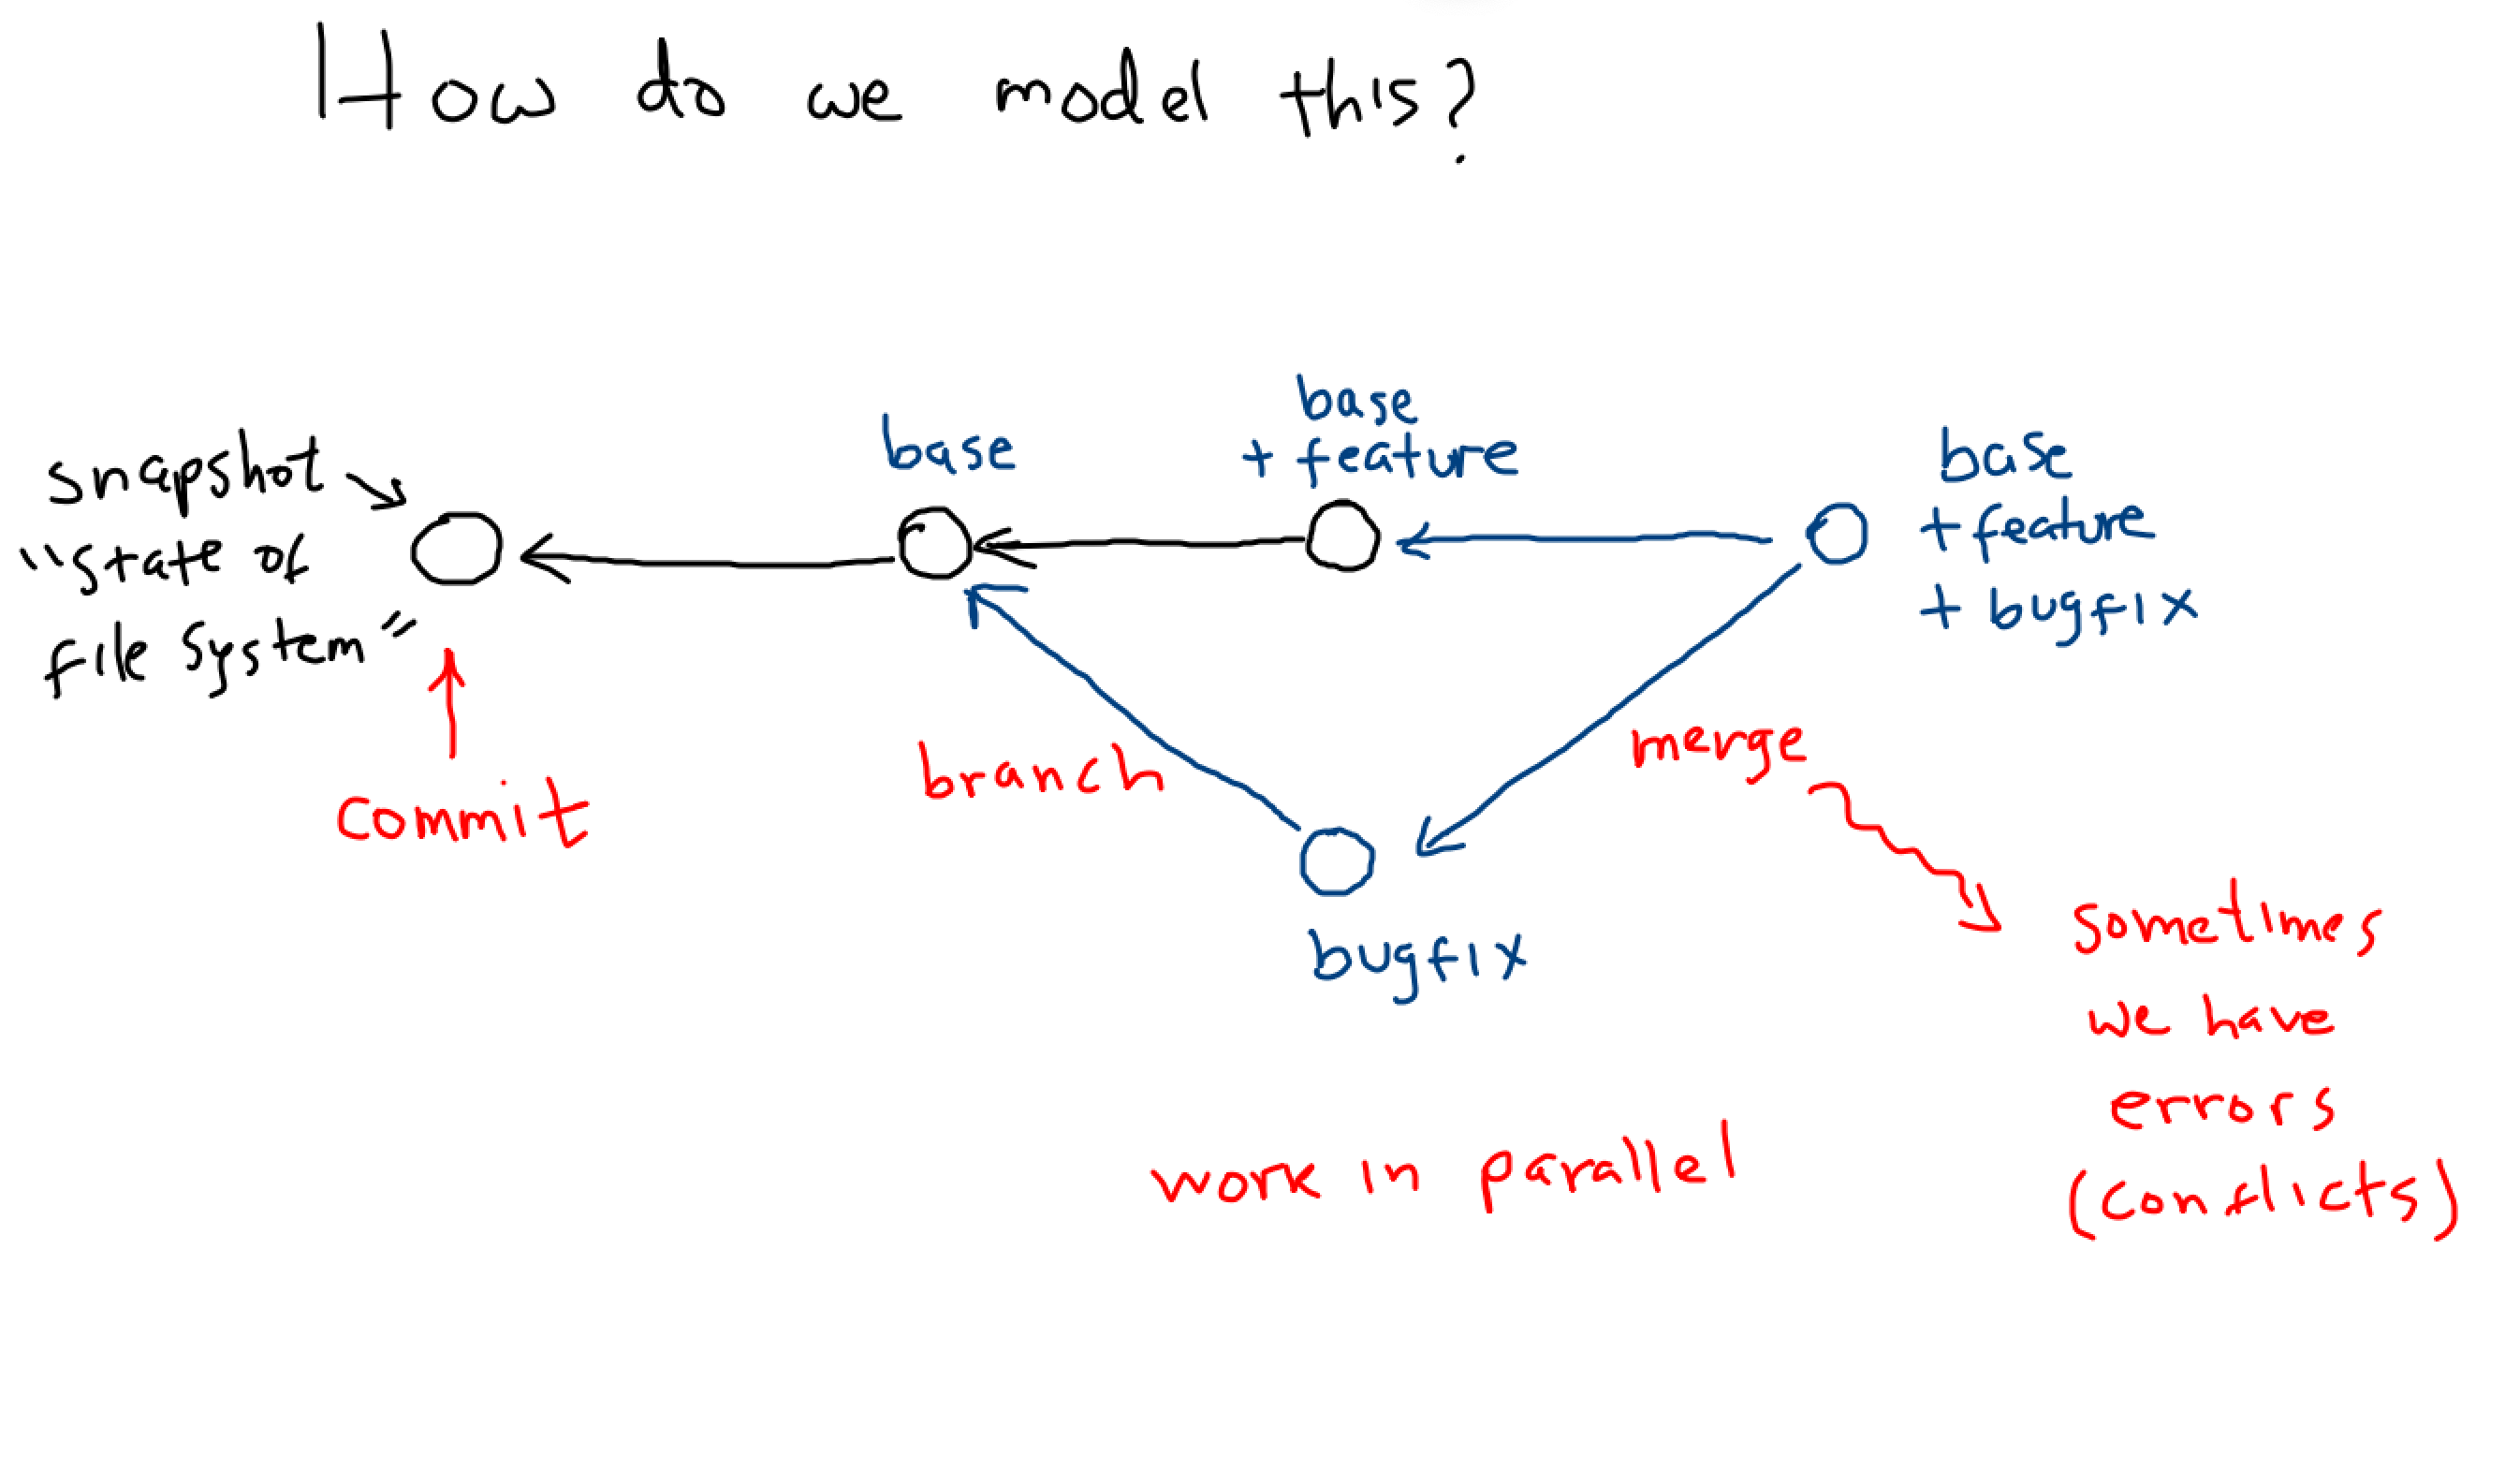 How do we model this?
snapshot
"state of
file system"
commit
base
base
+ feature
base
+ feature
+ bugfix
branch
merge
bugfix
sometimes
we have
errors
(conflicts)
work in parallel